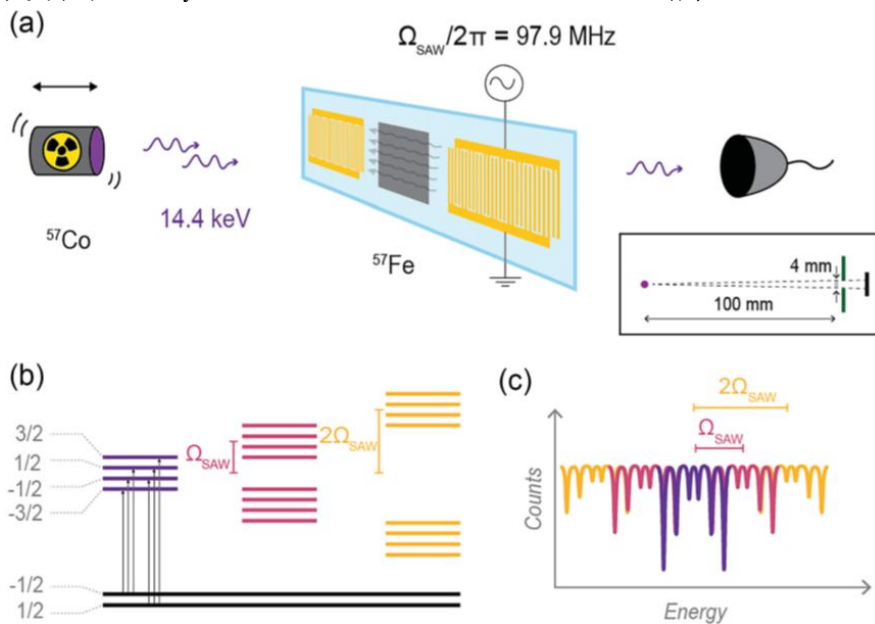 (a)
Ω_SAW/2π = 97.9 MHz
14.4 keV
⁵⁷Co
⁵⁷Fe
4 mm
100 mm
(b)
3/2
1/2
-1/2
-3/2
-1/2
1/2
Ω_SAW
2Ω_SAW
(c)
2Ω_SAW
Ω_SAW
Counts
Energy